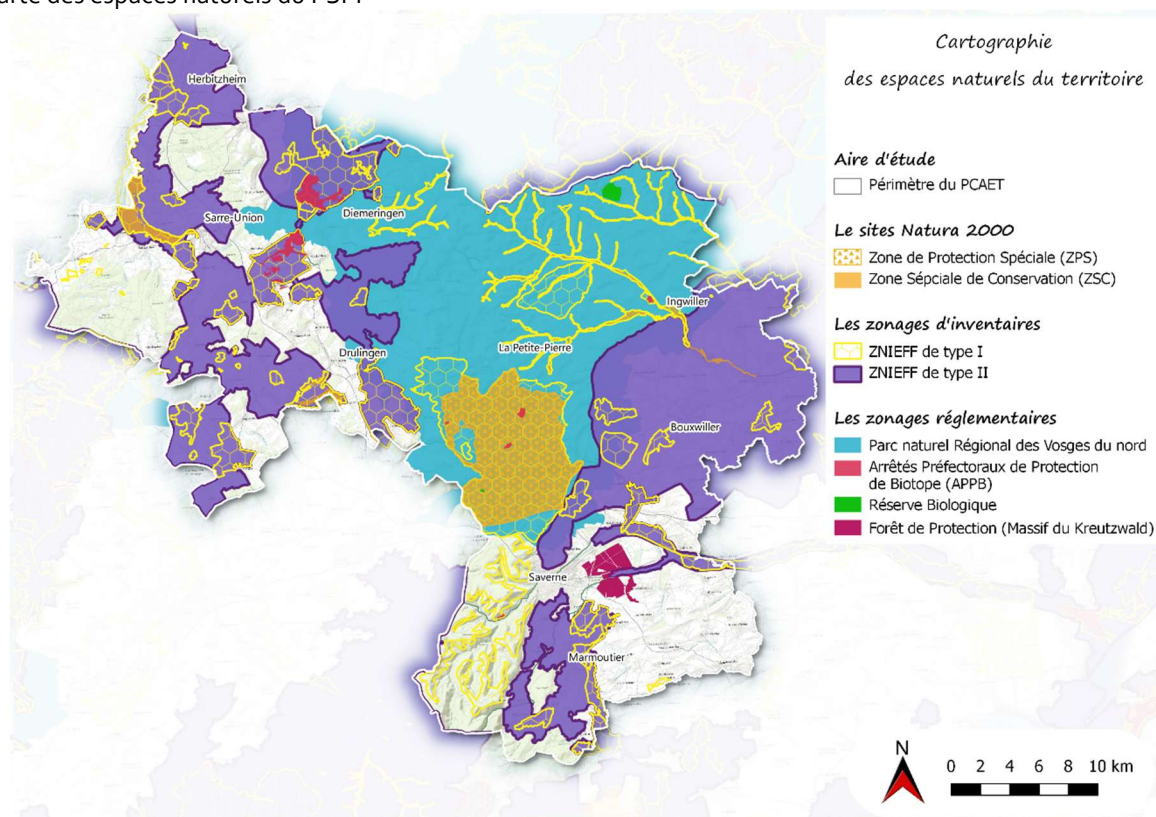 Cartographie
des espaces naturels du territoire
Aire d'étude
Périmètre du PCAET
Le sites Natura 2000
Zone de Protection Spéciale (ZPS)
Zone Sépciale de Conservation (ZSC)
Les zonages d'inventaires
ZNIEFF de type I
ZNIEFF de type II
Les zonages réglementaires
Parc naturel Régional des Vosges du nord
Arrêtés Préfectoraux de Protection
de Biotope (APPB)
Réserve Biologique
Forêt de Protection (Massif du Kreutzwald)
Herbitzheim
Sarre-Union
Diemeringen
Ingwiller
La Petite-Pierre
Drulingen
Bouxwiller
Saverne
Marmoutier
N
0 2 4 6 8 10 km